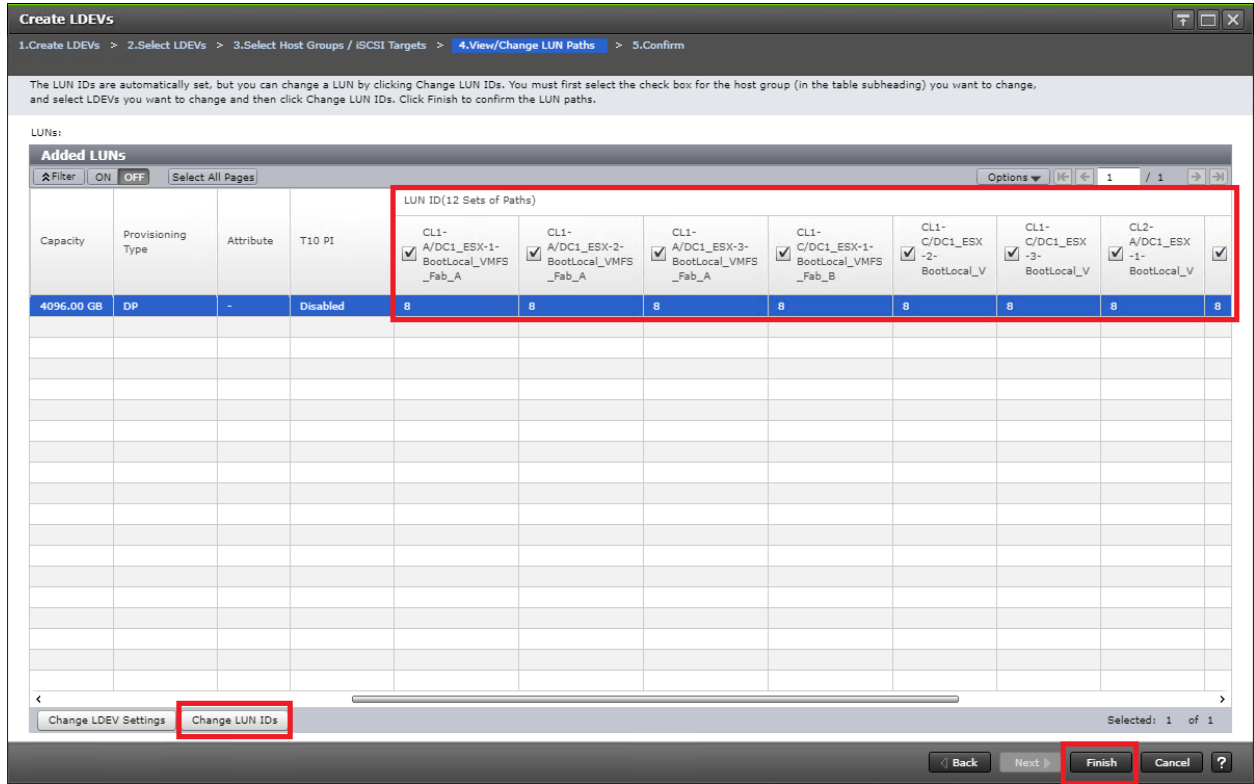 Create LDEVs
1.Create LDEVs > 2.Select LDEVs > 3.Select Host Groups / iSCSI Targets > 4.View/Change LUN Paths > 5.Confirm
The LUN IDs are automatically set, but you can change a LUN by clicking Change LUN IDs. You must first select the check box for the host group (in the table subheading) you want to change,
and select LDEVs you want to change and then click Change LUN IDs. Click Finish to confirm the LUN paths.
LUNs:
Added LUNs
Filter ON OFF Select All Pages Options 1 / 1
LUN ID(12 Sets of Paths)
Capacity
Provisioning
Type
Attribute
T10 PI
CL1-
A/DC1_ESX-1-
BootLocal_VMFS
_Fab_A
CL1-
A/DC1_ESX-2-
BootLocal_VMFS
_Fab_A
CL1-
A/DC1_ESX-3-
BootLocal_VMFS
_Fab_A
CL1-
C/DC1_ESX-1-
BootLocal_VMFS
_Fab_B
CL1-
C/DC1_ESX
-2-
BootLocal_V
CL1-
C/DC1_ESX
-3-
BootLocal_V
CL2-
A/DC1_ESX
-1-
BootLocal_V
4096.00 GB DP - Disabled 8 8 8 8 8 8 8 8
Change LDEV Settings Change LUN IDs Selected: 1 of 1
Back Next Finish Cancel ?